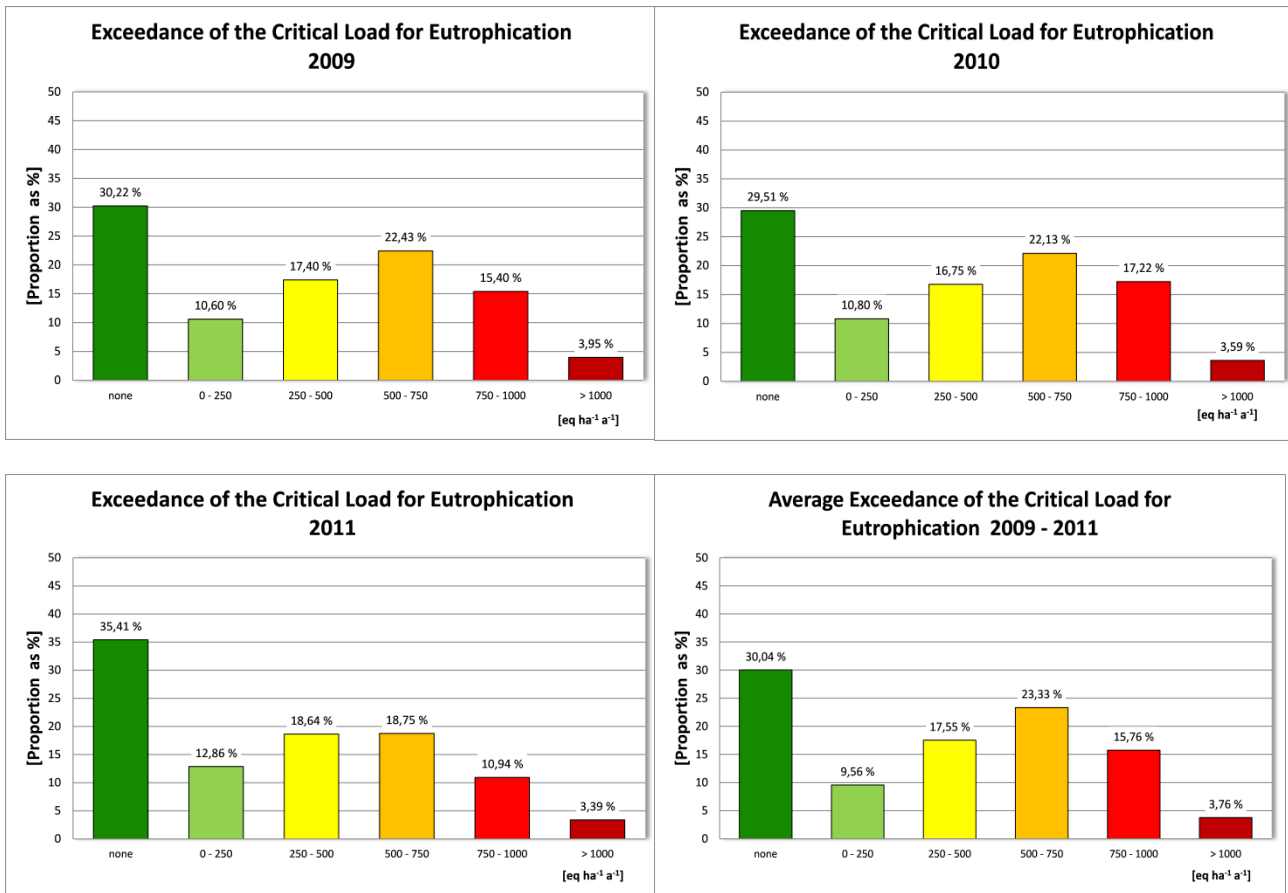 Exceedance of the Critical Load for Eutrophication
2009
[Proportion as %]
50
45
40
35
30
25
20
15
10
5
0
30,22 %
10,60 %
17,40 %
22,43 %
15,40 %
3,95 %
none
0 - 250
250 - 500
500 - 750
750 - 1000
> 1000
[eq ha⁻¹ a⁻¹]
Exceedance of the Critical Load for Eutrophication
2010
[Proportion as %]
50
45
40
35
30
25
20
15
10
5
0
29,51 %
10,80 %
16,75 %
22,13 %
17,22 %
3,59 %
none
0 - 250
250 - 500
500 - 750
750 - 1000
> 1000
[eq ha⁻¹ a⁻¹]
Exceedance of the Critical Load for Eutrophication
2011
[Proportion as %]
50
45
40
35
30
25
20
15
10
5
0
35,41 %
12,86 %
18,64 %
18,75 %
10,94 %
3,39 %
none
0 - 250
250 - 500
500 - 750
750 - 1000
> 1000
[eq ha⁻¹ a⁻¹]
Average Exceedance of the Critical Load for
Eutrophication 2009 - 2011
[Proportion as %]
50
45
40
35
30
25
20
15
10
5
0
30,04 %
9,56 %
17,55 %
23,33 %
15,76 %
3,76 %
none
0 - 250
250 - 500
500 - 750
750 - 1000
> 1000
[eq ha⁻¹ a⁻¹]